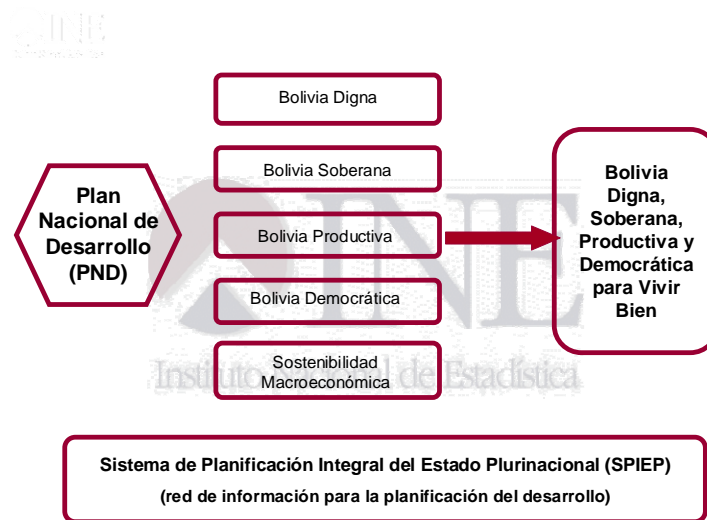 INE
Bolivia Digna
Bolivia Soberana
Plan
Nacional de
Desarrollo
(PND)
Bolivia Productiva
Bolivia Democrática
Sostenibilidad
Macroeconómica
Bolivia
Digna,
Soberana,
Productiva y
Democrática
para Vivir
Bien
INE
Instituto Nacional de Estadística
Sistema de Planificación Integral del Estado Plurinacional (SPIEP)
(red de información para la planificación del desarrollo)